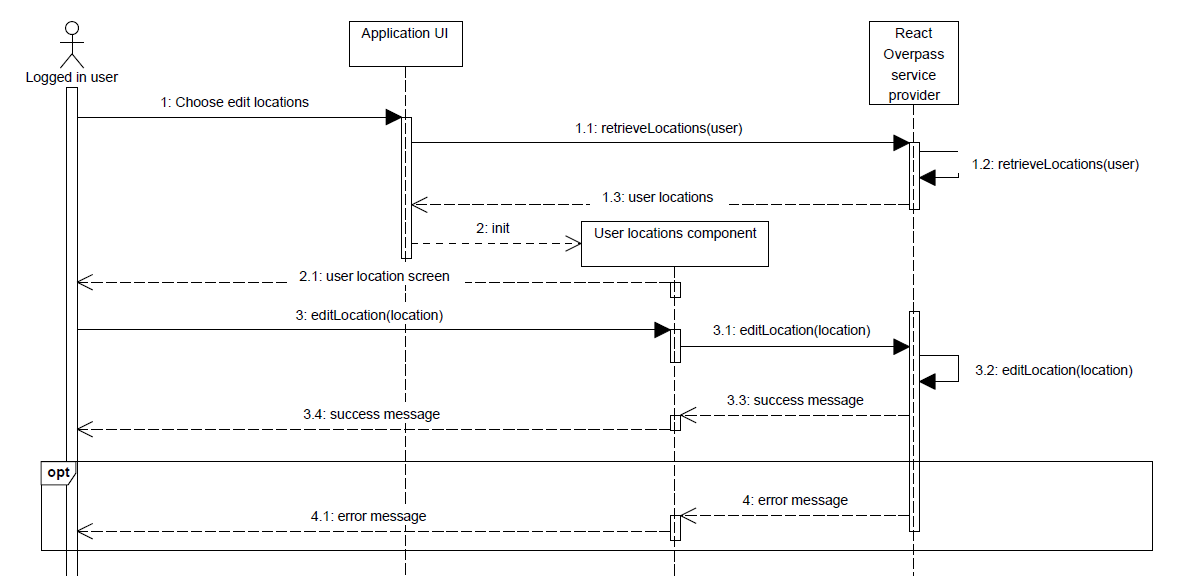 Application UI
React
Overpass
service
provider
Logged in user
1: Choose edit locations
1.1: retrieveLocations(user)
1.2: retrieveLocations(user)
1.3: user locations
2: init
User locations component
2.1: user location screen
3: editLocation(location)
3.1: editLocation(location)
3.2: editLocation(location)
3.3: success message
3.4: success message
opt
4: error message
4.1: error message